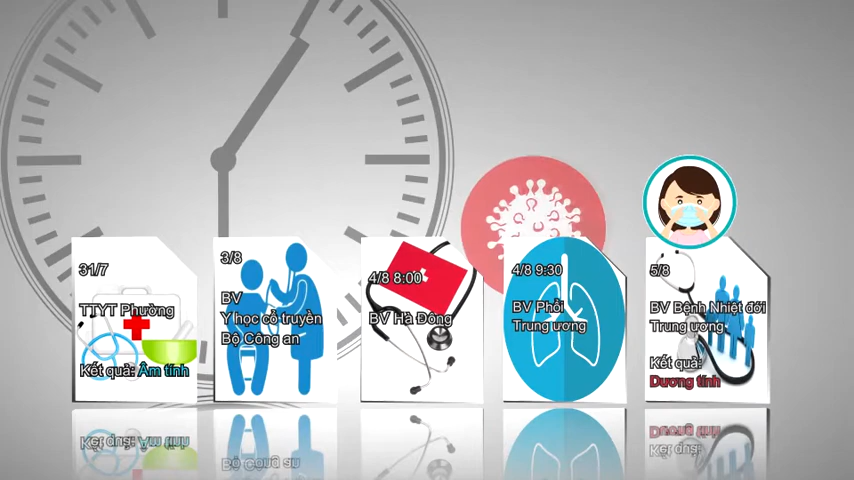 31/7
TTYT Phường
Kết quả: Âm tính
3/8
BV
Y học cổ truyền
Bộ Công an
4/8 8:00
BV Hà Đông
4/8 9:30
BV Phổi
Trung ương
5/8
BV Bệnh Nhiệt đới
Trung ương
Kết quả:
Dương tính